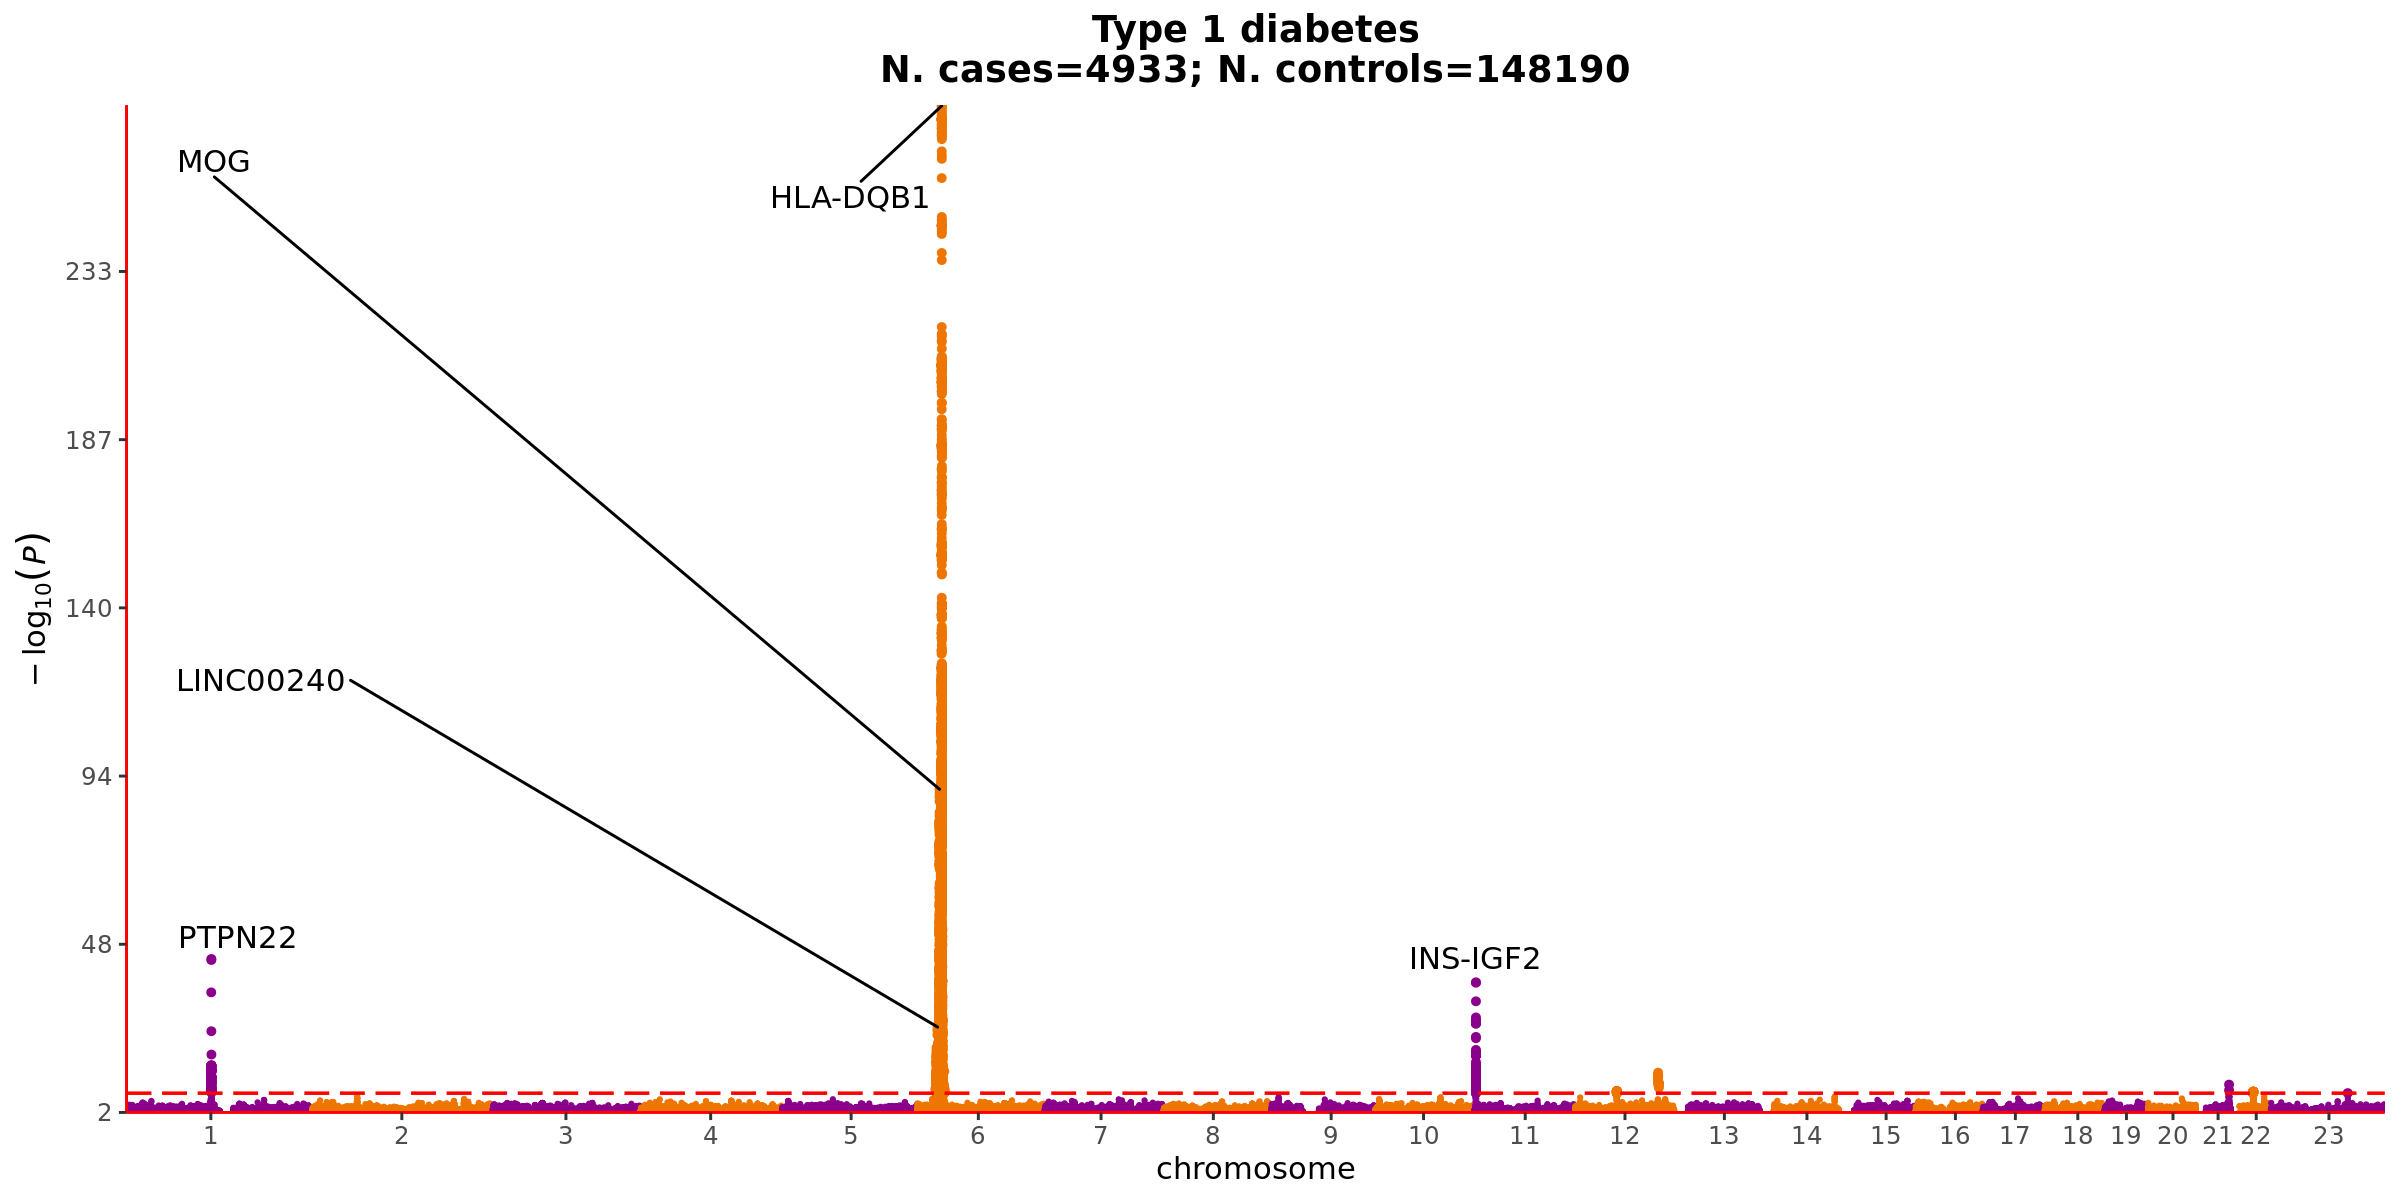 Type 1 diabetes
N. cases=4933; N. controls=148190
MOG
HLA-DQB1
LINC00240
PTPN22
INS-IGF2
− log₁₀(P)
233
187
140
94
48
2
1 2 3 4 5 6 7 8 9 10 11 12 13 14 15 16 17 18 19 20 21 22 23
chromosome